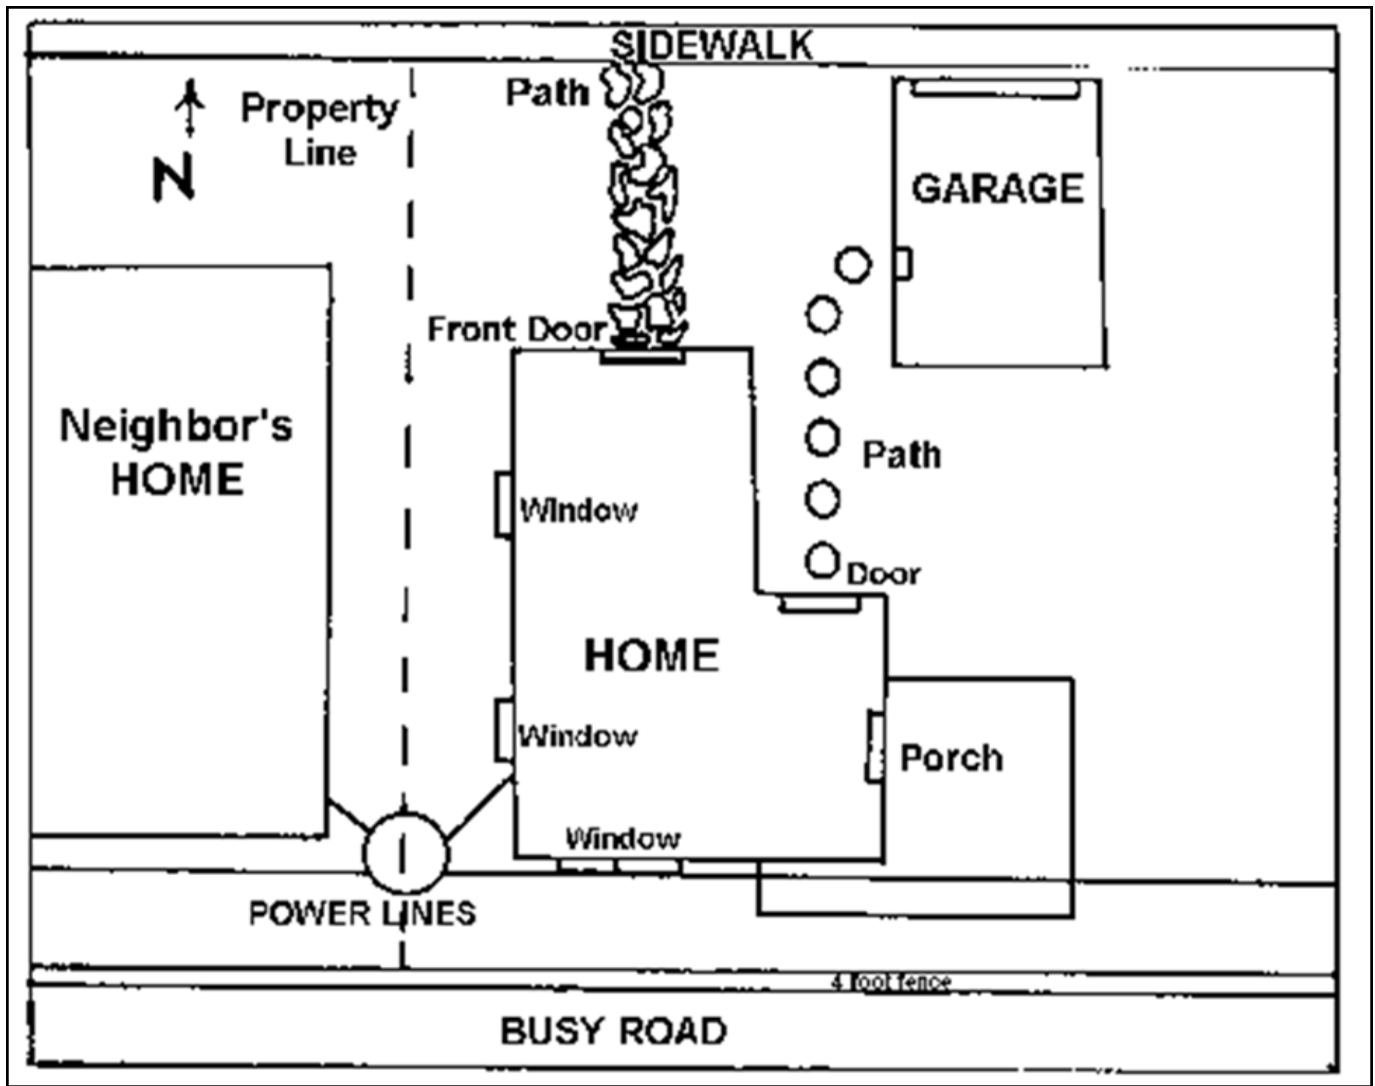 SIDEWALK
Path
Property
Line
N
GARAGE
Front Door
Neighbor's
HOME
Path
Window
Door
HOME
Window
Porch
Window
POWER LINES
4 foot fence
BUSY ROAD